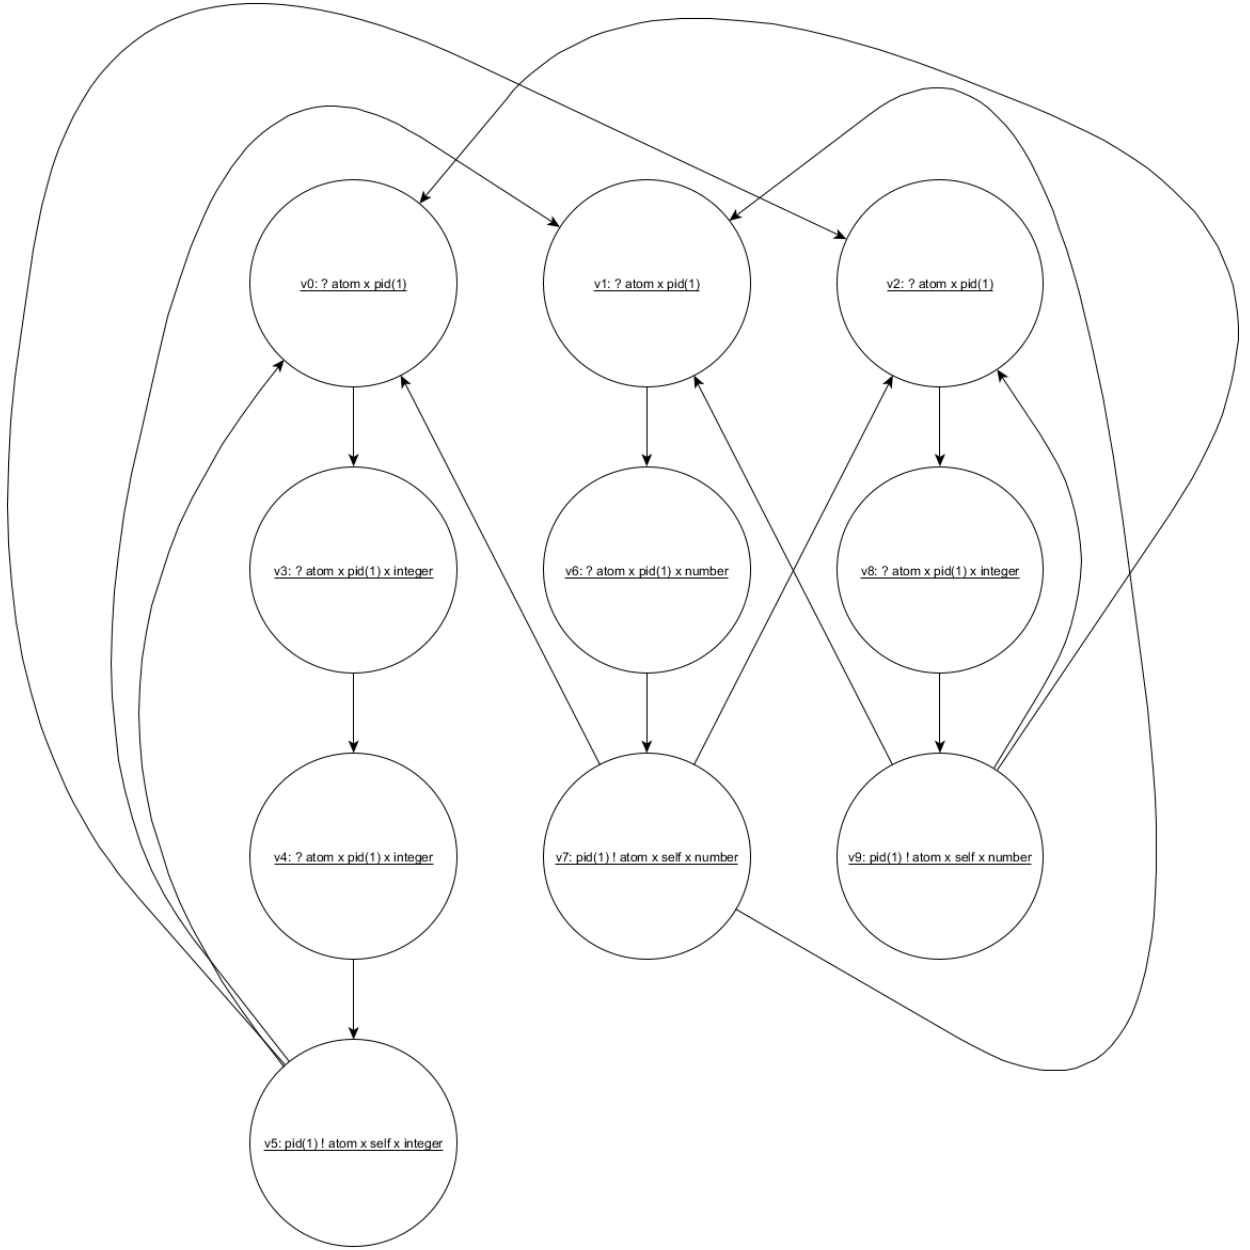 v0: ? atom x pid(1)
v1: ? atom x pid(1)
v2: ? atom x pid(1)
v3: ? atom x pid(1) x integer
v6: ? atom x pid(1) x number
v8: ? atom x pid(1) x integer
v4: ? atom x pid(1) x integer
v7: pid(1) ! atom x self x number
v9: pid(1) ! atom x self x number
v5: pid(1) ! atom x self x integer